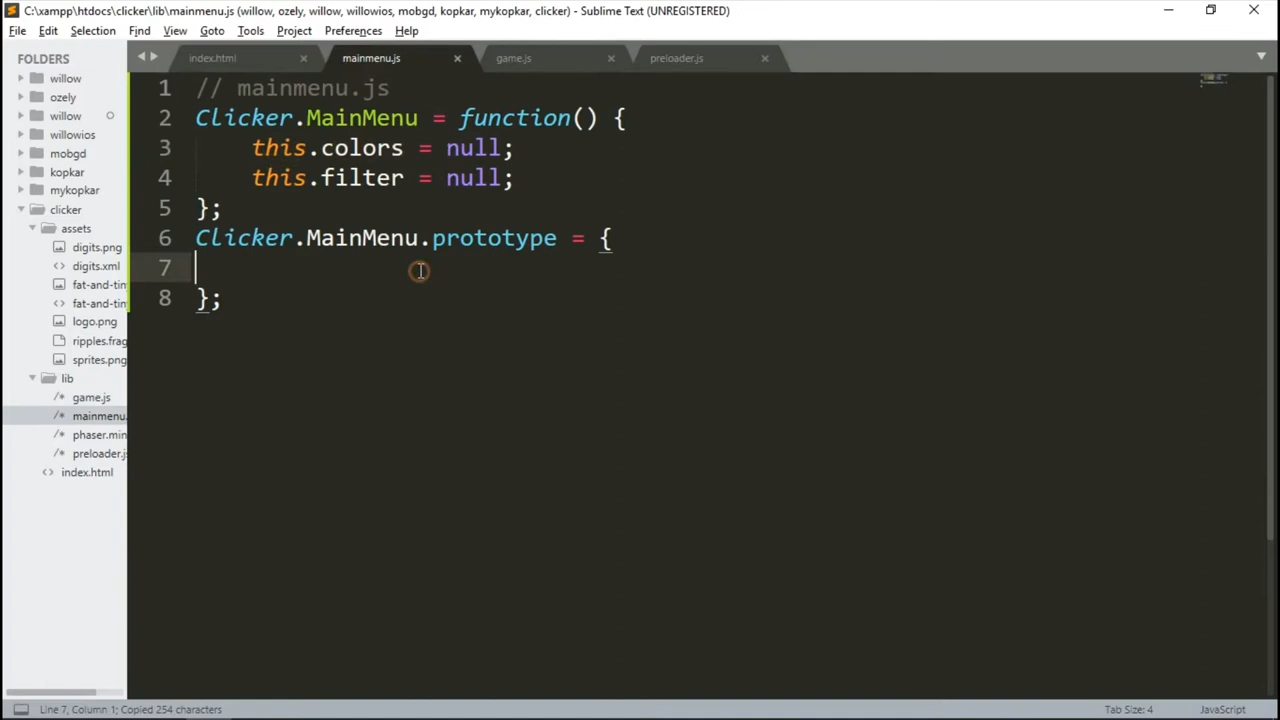 C:\xampp\htdocs\clicker\lib\mainmenu.js (willow, ozely, willow, willowios, mobgd, kopkar, mykopkar, clicker) - Sublime Text (UNREGISTERED)
File Edit Selection Find View Goto Tools Project Preferences Help
FOLDERS
willow
ozely
willow
willowios
mobgd
kopkar
mykopkar
clicker
assets
digits.png
digits.xml
fat-and-tin
fat-and-tin
logo.png
ripples.frag
sprites.png
lib
/* game.js
/* mainmenu.
/* phaser.min
/* preloader.js
<> index.html
index.html mainmenu.js game.js preloader.js
1 // mainmenu.js
2 Clicker.MainMenu = function() {
3 this.colors = null;
4 this.filter = null;
5 };
6 Clicker.MainMenu.prototype = {
7
8 };
Line 7, Column 1; Copied 254 characters Tab Size: 4 JavaScript